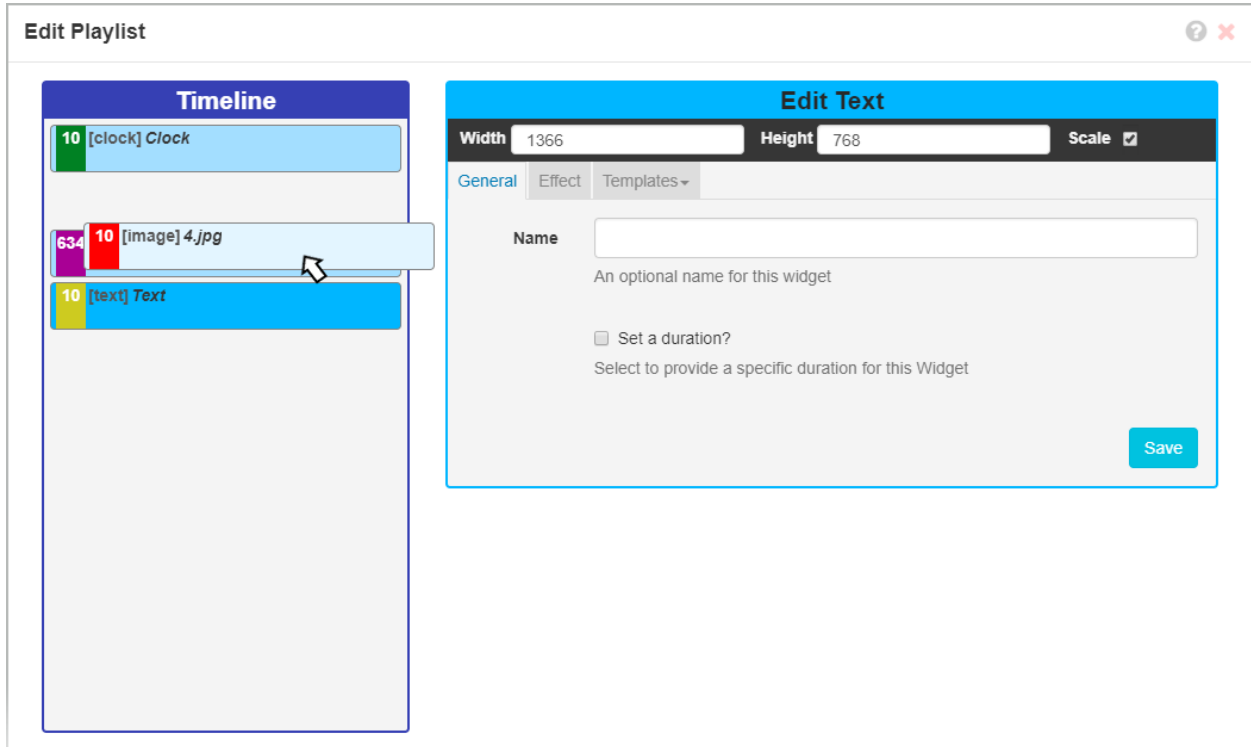 Edit Playlist
Timeline
10 [clock] Clock
634
10 [image] 4.jpg
10 [text] Text
Edit Text
Width 1366 Height 768 Scale
General Effect Templates
Name
An optional name for this widget
Set a duration?
Select to provide a specific duration for this Widget
Save